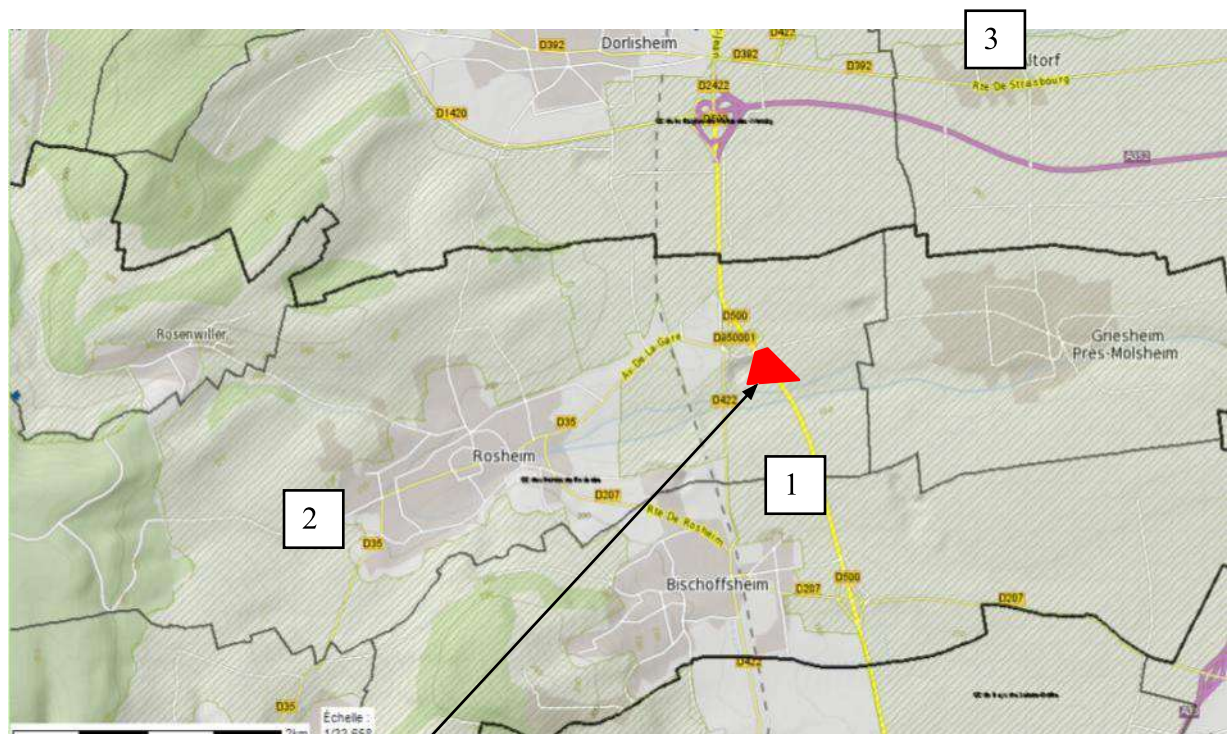 3
D422
D392
Dorlisheim
D392
D392
ltorf
Rte De Strasbourg
D2422
D1420
D500
A352
D500
Rosenwiller
D950001
Av. De La Gare
Griesheim
Près-Molsheim
D422
D35
Rosheim
1
D207
2
Rte De Rosheim
D35
Bischoffsheim
D500
D207
D207
D422
D35
Échelle :
2km